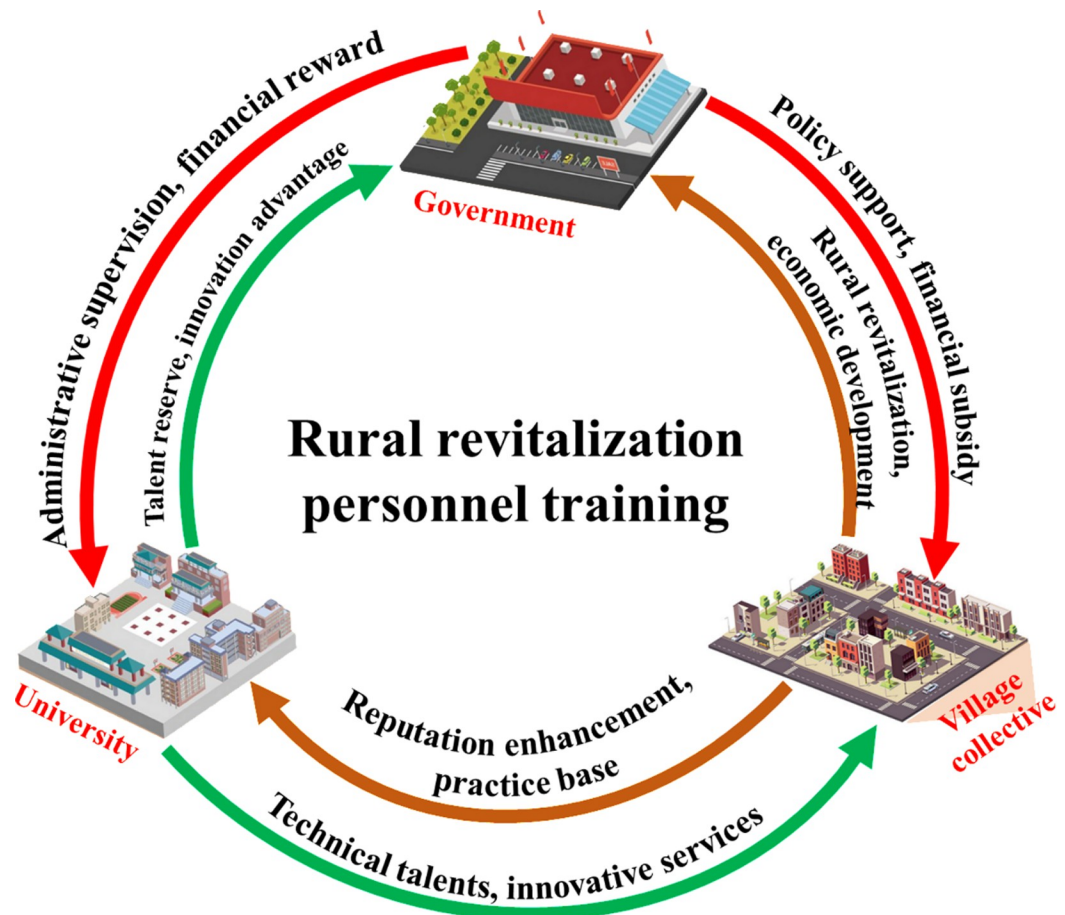 Administrative supervision, financial reward
Talent reserve, innovation advantage
Government
Policy support, financial subsidy
Rural revitalization,
economic development
Rural revitalization
personnel training
University
Village
collective
Reputation enhancement,
practice base
Technical talents, innovative services